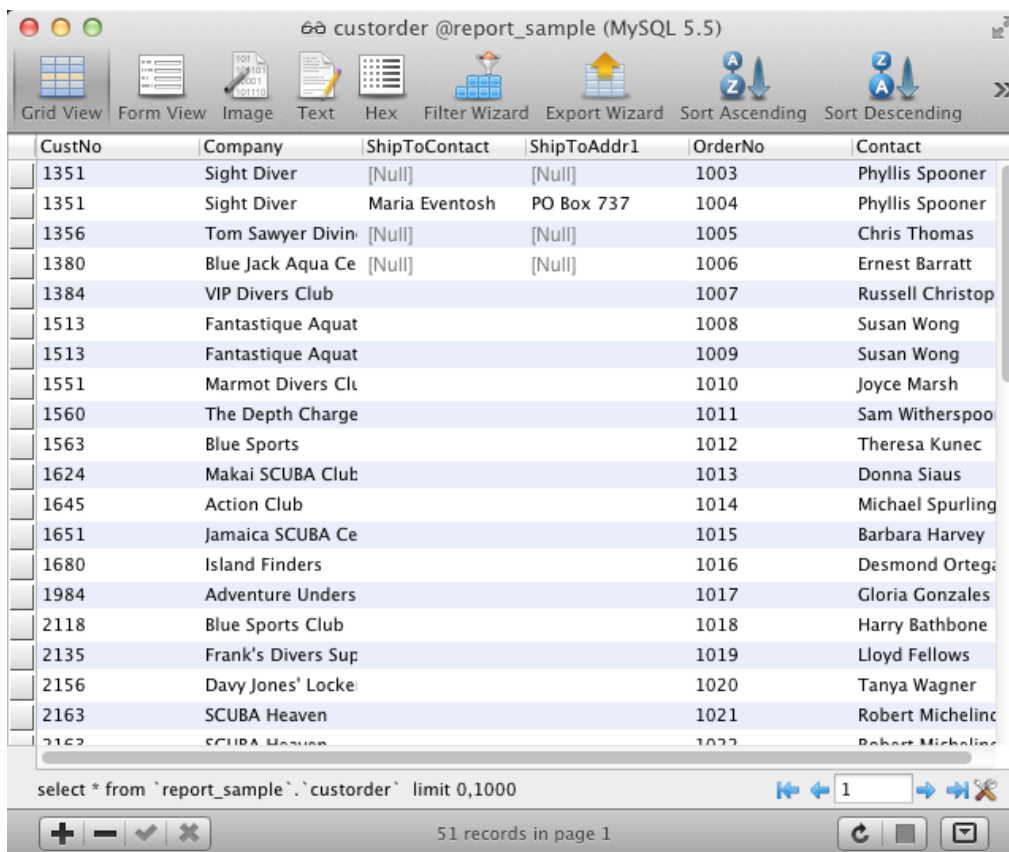 custorder @report_sample (MySQL 5.5)
Grid View Form View Image Text Hex Filter Wizard Export Wizard Sort Ascending Sort Descending
CustNo Company ShipToContact ShipToAddr1 OrderNo Contact
1351 Sight Diver [Null] [Null] 1003 Phyllis Spooner
1351 Sight Diver Maria Eventosh PO Box 737 1004 Phyllis Spooner
1356 Tom Sawyer Divin [Null] [Null] 1005 Chris Thomas
1380 Blue Jack Aqua Ce [Null] [Null] 1006 Ernest Barratt
1384 VIP Divers Club 1007 Russell Christop
1513 Fantastique Aquat 1008 Susan Wong
1513 Fantastique Aquat 1009 Susan Wong
1551 Marmot Divers Clu 1010 Joyce Marsh
1560 The Depth Charge 1011 Sam Witherspoo
1563 Blue Sports 1012 Theresa Kunec
1624 Makai SCUBA Club 1013 Donna Siaus
1645 Action Club 1014 Michael Spurling
1651 Jamaica SCUBA Ce 1015 Barbara Harvey
1680 Island Finders 1016 Desmond Ortega
1984 Adventure Unders 1017 Gloria Gonzales
2118 Blue Sports Club 1018 Harry Bathbone
2135 Frank's Divers Sup 1019 Lloyd Fellows
2156 Davy Jones' Locke 1020 Tanya Wagner
2163 SCUBA Heaven 1021 Robert Michelinc
2163 SCUBA Heaven 1022 Robert Michelinc
select * from `report_sample`.`custorder` limit 0,1000 1
51 records in page 1